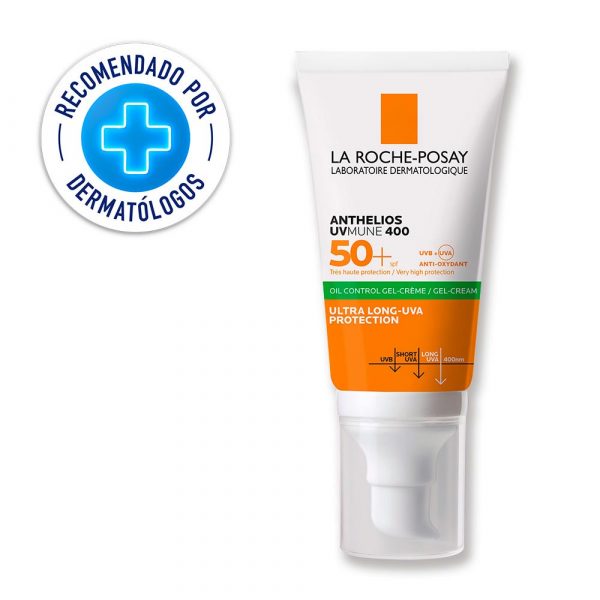 RECOMENDADO POR
DERMATÓLOGOS
LA ROCHE-POSAY
LABORATOIRE DERMATOLOGIQUE
ANTHELIOS
UVMUNE 400
50+ spf
UVB + UVA
ANTI-OXYDANT
Très haute protection / Very high protection
OIL CONTROL GEL-CRÈME / GEL-CREAM
ULTRA LONG-UVA
PROTECTION
UVB
SHORT UVA
LONG UVA
400nm